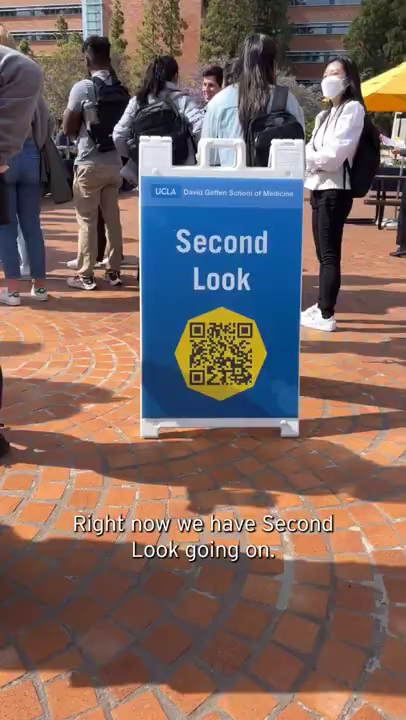 UCLA David Geffen School of Medicine
Second
Look
Right now we have Second
Look going on.